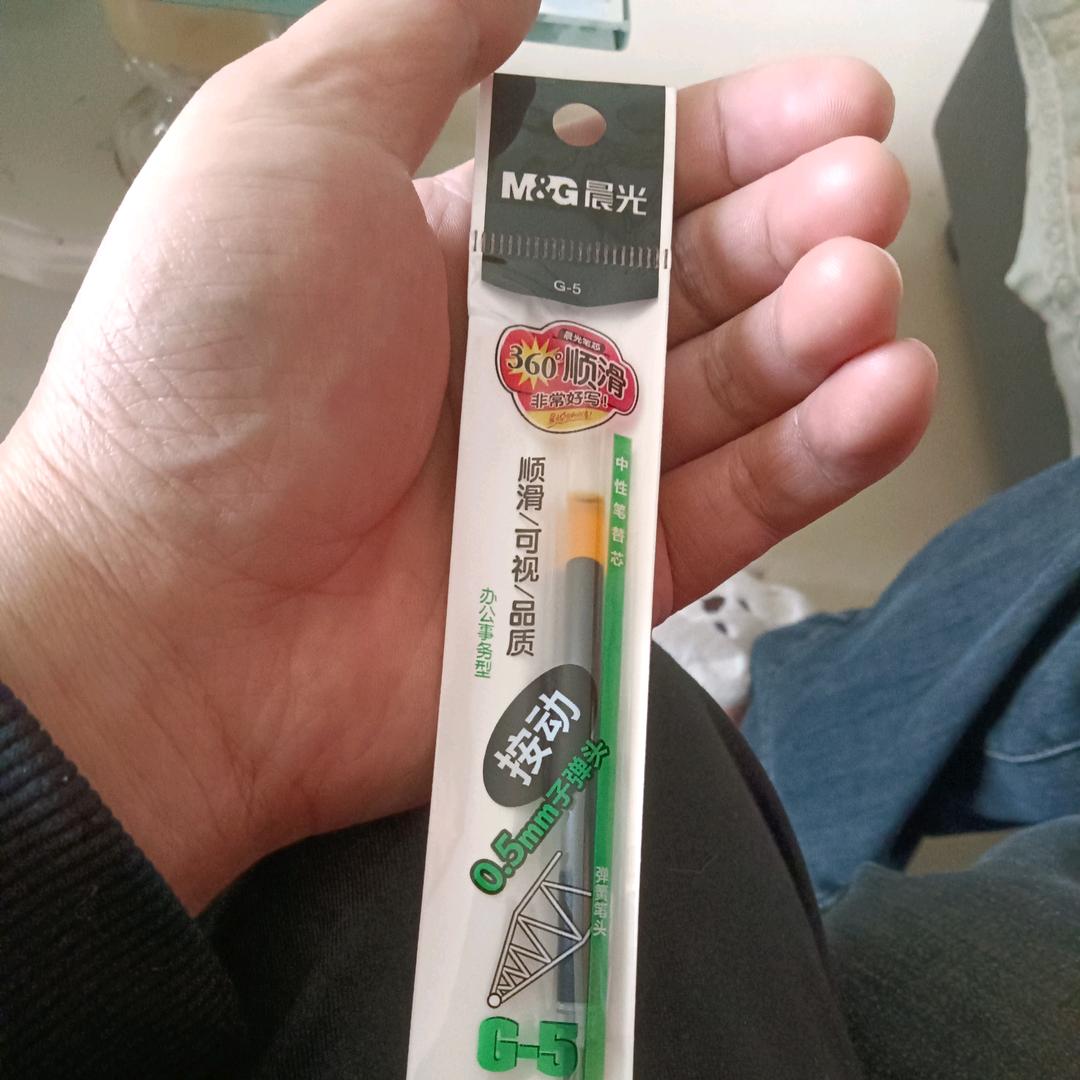 M&G晨光
G-5
晨光笔芯
360°顺滑
非常好写!
中性笔替芯
顺滑/可视/品质
办公事务型
按动
0.5mm子弹头
弹簧笔头
G-5